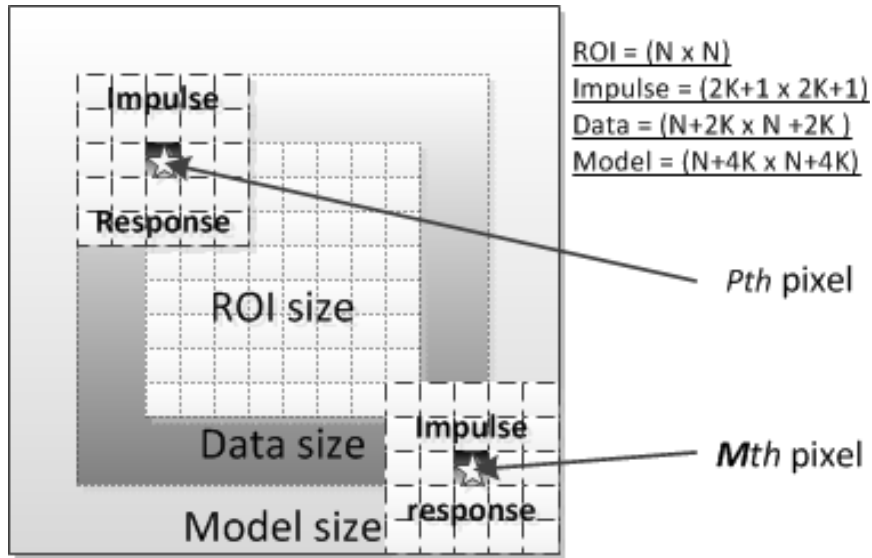 ROI = (N x N)
Impulse = (2K+1 x 2K+1)
Data = (N+2K x N +2K )
Model = (N+4K x N+4K)
Impulse
Response
ROI size
Pth pixel
Data size
Impulse
response
Mth pixel
Model size